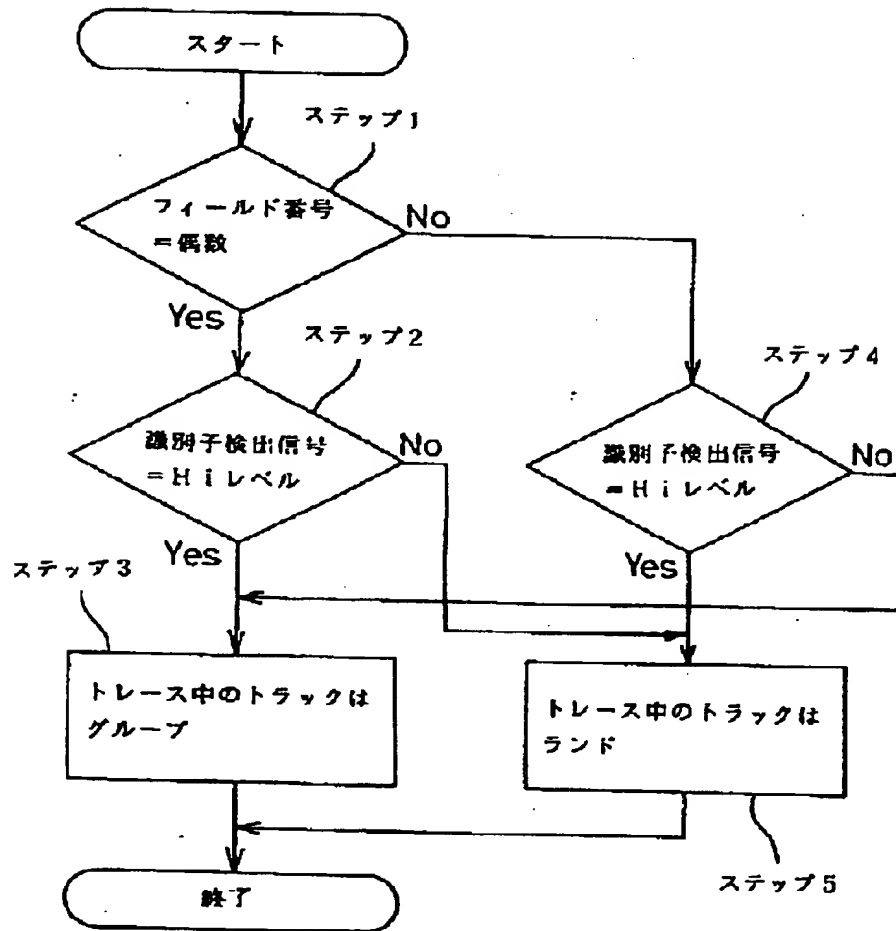 スタート
ステップ1
フィールド番号
=偶数
No
Yes
ステップ2
識別子検出信号
=Hiレベル
No
Yes
ステップ4
識別子検出信号
=Hiレベル
No
Yes
ステップ3
トレース中のトラックは
グループ
トレース中のトラックは
ランド
ステップ5
終了